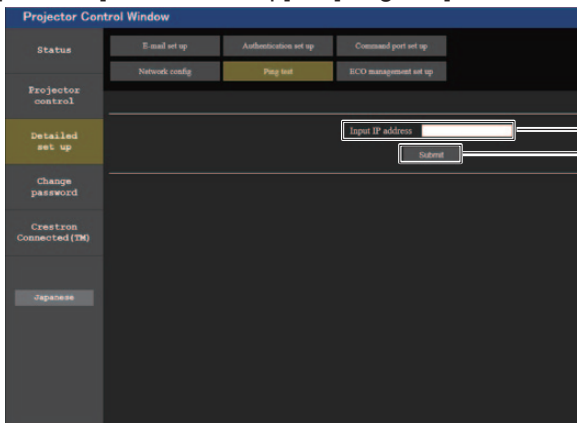 Projector Control Window
Status
E-mail set up
Authentication set up
Command port set up
Network config
Ping test
ECO management set up
Projector
control
Detailed
set up
Input IP address
Submit
Change
password
Crestron
Connected(TM)
Japanese